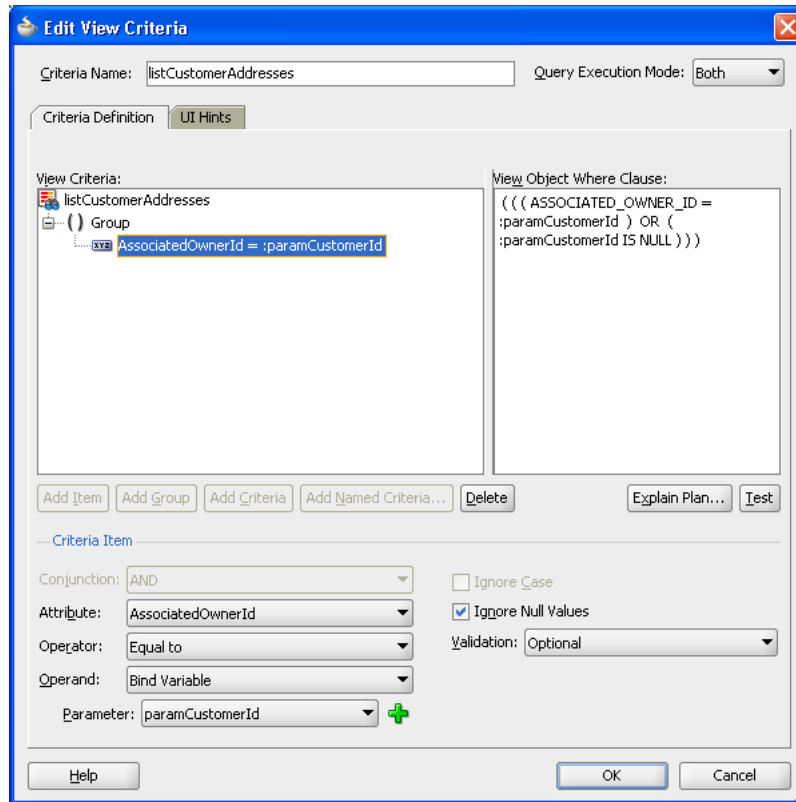 Edit View Criteria
Criteria Name: listCustomerAddresses Query Execution Mode: Both
Criteria Definition UI Hints
View Criteria: View Object Where Clause:
listCustomerAddresses
( ) Group
XYZ AssociatedOwnerId = :paramCustomerId
( ( ( ASSOCIATED_OWNER_ID =
:paramCustomerId ) OR (
:paramCustomerId IS NULL ) ) )
Add Item Add Group Add Criteria Add Named Criteria... Delete Explain Plan... Test
Criteria Item
Conjunction: AND Ignore Case
Attribute: AssociatedOwnerId Ignore Null Values
Operator: Equal to Validation: Optional
Operand: Bind Variable
Parameter: paramCustomerId
Help OK Cancel